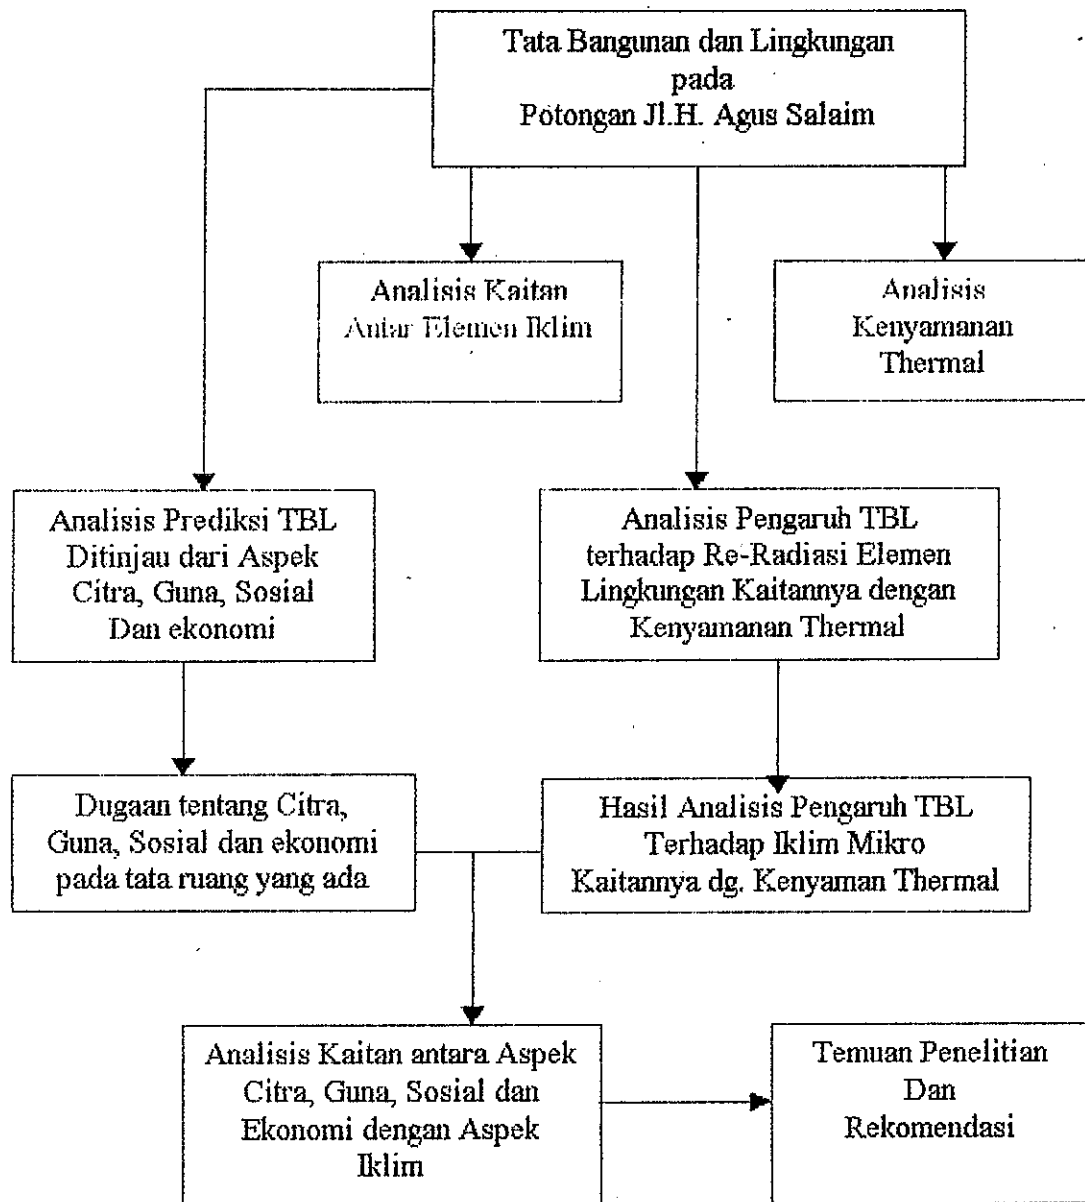 Tata Bangunan dan Lingkungan
pada
Potongan Jl.H. Agus Salaim
Analisis Kaitan
Antar Elemen Iklim
Analisis
Kenyamanan
Thermal
Analisis Prediksi TBL
Ditinjau dari Aspek
Citra, Guna, Sosial
Dan ekonomi
Analisis Pengaruh TBL
terhadap Re-Radiasi Elemen
Lingkungan Kaitannya dengan
Kenyamanan Thermal
Dugaan tentang Citra,
Guna, Sosial dan ekonomi
pada tata ruang yang ada
Hasil Analisis Pengaruh TBL
Terhadap Iklim Mikro
Kaitannya dg. Kenyaman Thermal
Analisis Kaitan antara Aspek
Citra, Guna, Sosial dan
Ekonomi dengan Aspek
Iklim
Temuan Penelitian
Dan
Rekomendasi